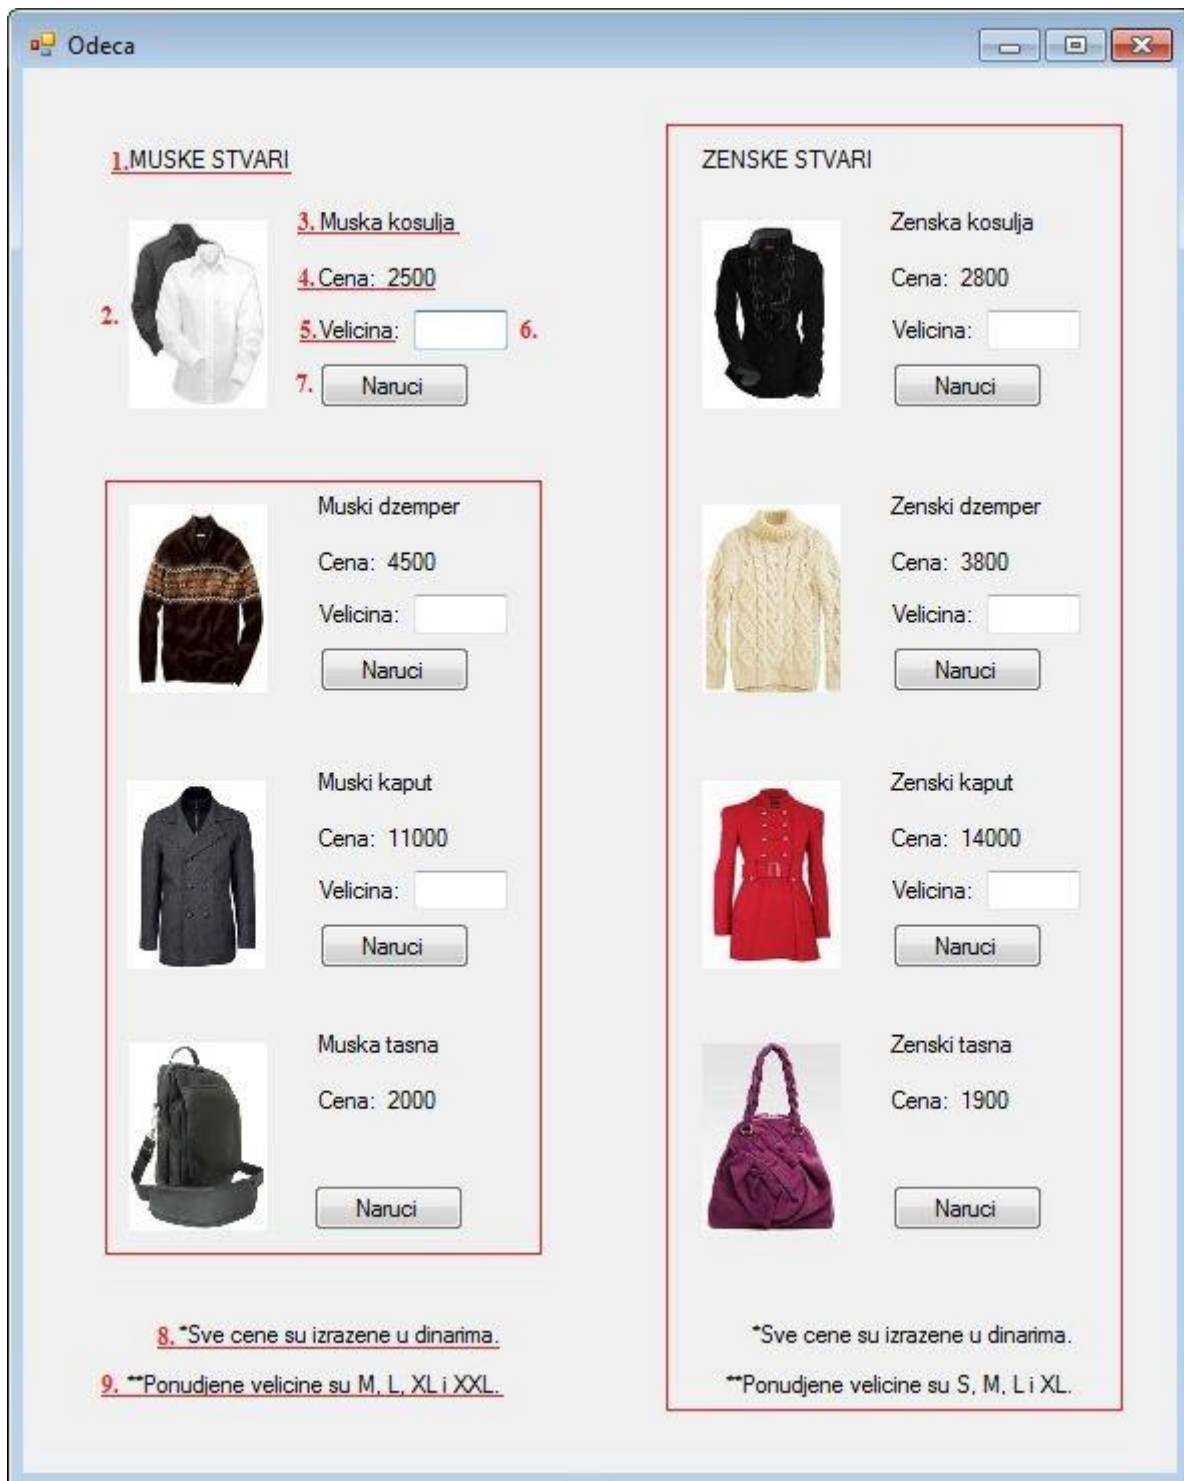 Odeca
1.MUSKE STVARI
3. Muska kosulja
4. Cena: 2500
2.
5. Velicina:
6.
7. Naruci
Muski dzemper
Cena: 4500
Velicina:
Naruci
Muski kaput
Cena: 11000
Velicina:
Naruci
Muska tasna
Cena: 2000
Naruci
8. *Sve cene su izrazene u dinarima.
9. **Ponudjene velicine su M, L, XL i XXL.
ZENSKE STVARI
Zenska kosulja
Cena: 2800
Velicina:
Naruci
Zenski dzemper
Cena: 3800
Velicina:
Naruci
Zenski kaput
Cena: 14000
Velicina:
Naruci
Zenski tasna
Cena: 1900
Naruci
*Sve cene su izrazene u dinarima.
**Ponudjene velicine su S, M, L i XL.